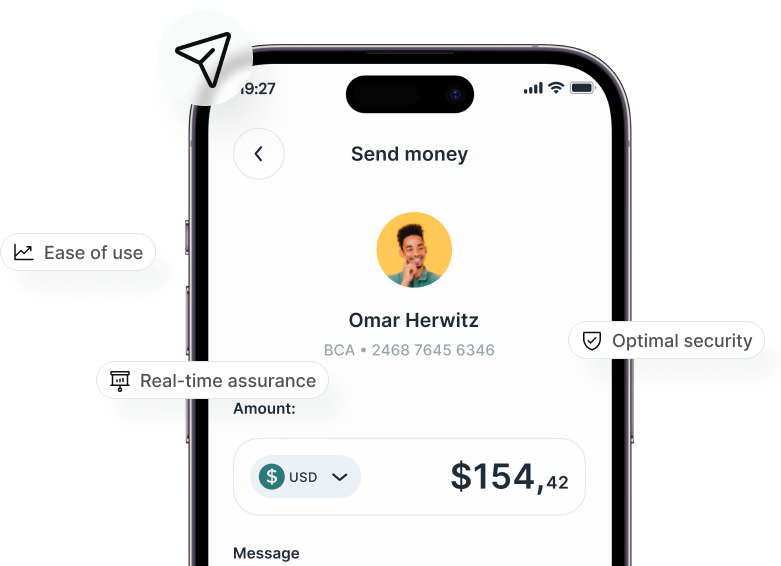 19:27
Send money
Ease of use
Omar Herwitz
Optimal security
BCA • 2468 7645 6346
Real-time assurance
Amount:
$ USD $154,42
Message